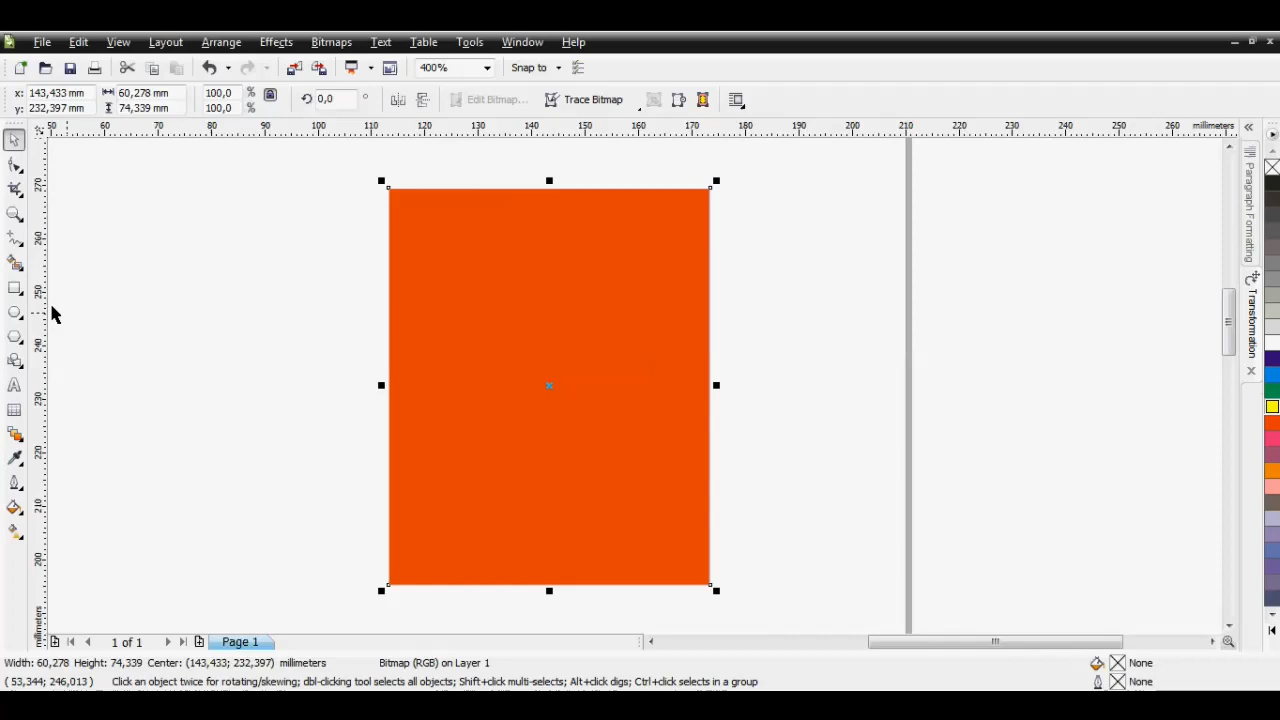 File Edit View Layout Arrange Effects Bitmaps Text Table Tools Window Help
400% Snap to
x: 143,433 mm 60,278 mm 100,0 % 0,0 ° Edit Bitmap... Trace Bitmap
y: 232,397 mm 74,339 mm 100,0 %
50 60 70 80 90 100 110 120 130 140 150 160 170 180 190 200 210 220 230 240 250 260 millimeters
270
260
250
240
230
220
210
200
millimeters
Paragraph Formatting
Transformation
A
1 of 1 Page 1
Width: 60,278 Height: 74,339 Center: (143,433; 232,397) millimeters Bitmap (RGB) on Layer 1 None
( 53,344; 246,013 ) Click an object twice for rotating/skewing; dbl-clicking tool selects all objects; Shift+click multi-selects; Alt+click digs; Ctrl+click selects in a group None